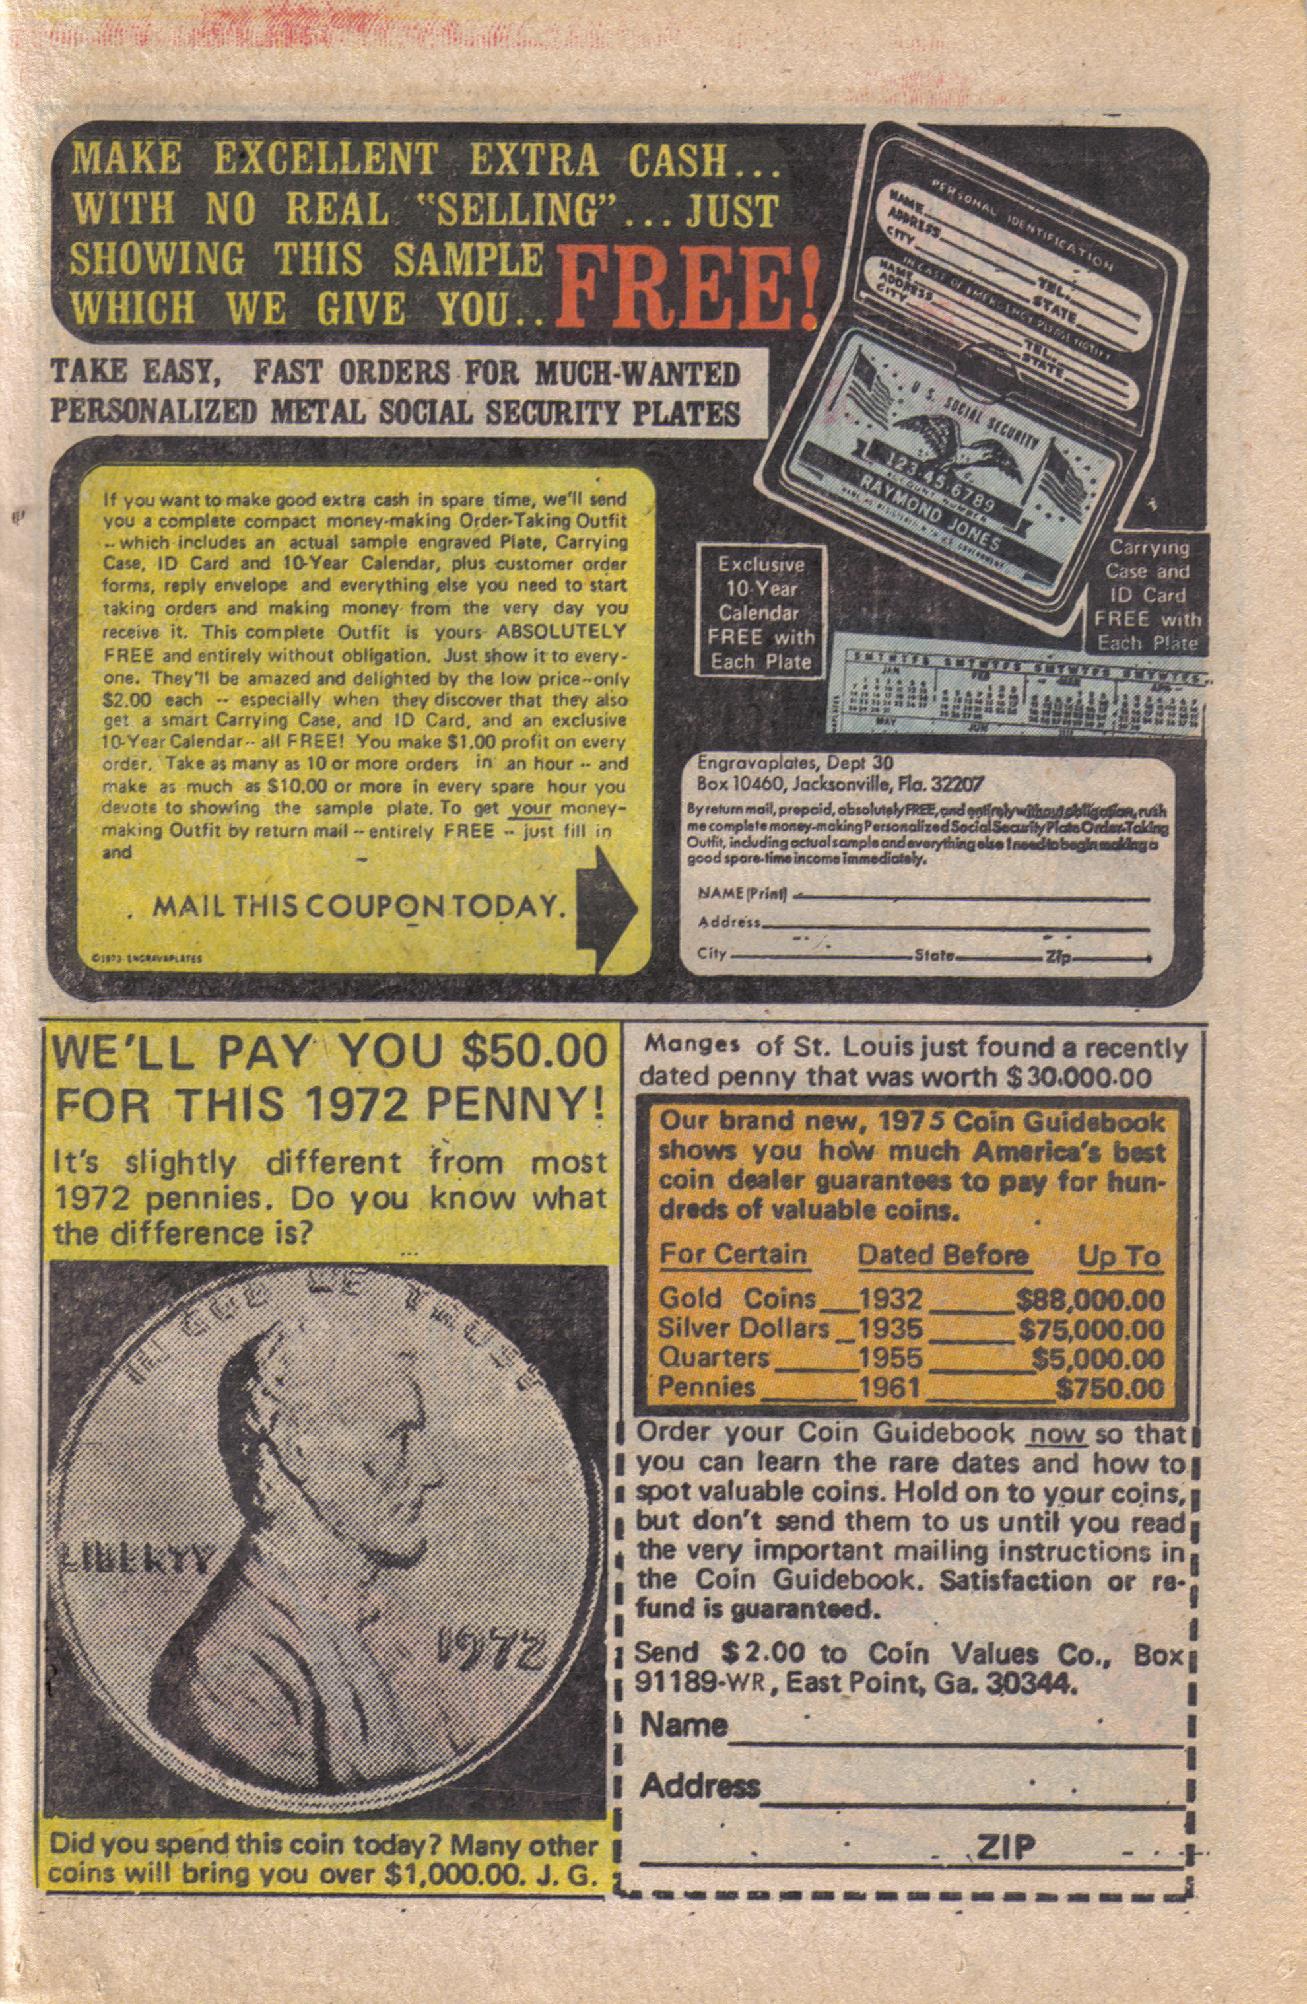 MAKE EXCELLENT EXTRA CASH...
WITH NO REAL "SELLING"... JUST
SHOWING THIS SAMPLE
WHICH WE GIVE YOU.. FREE!
TAKE EASY, FAST ORDERS FOR MUCH-WANTED
PERSONALIZED METAL SOCIAL SECURITY PLATES
PERSONAL IDENTIFICATION
NAME
ADDRESS
CITY TEL.
STATE
IN CASE OF EMERGENCY PLEASE NOTIFY
NAME
ADDRESS
CITY TEL.
STATE
U.S. SOCIAL SECURITY
123-45-6789
ACCOUNT NUMBER
RAYMOND JONES
If you want to make good extra cash in spare time, we'll send
you a complete compact money-making Order-Taking Outfit
-- which includes an actual sample engraved Plate, Carrying
Case, ID Card and 10-Year Calendar, plus customer order
forms, reply envelope and everything else you need to start
taking orders and making money from the very day you
receive it. This complete Outfit is yours ABSOLUTELY
FREE and entirely without obligation. Just show it to every-
one. They'll be amazed and delighted by the low price--only
$2.00 each -- especially when they discover that they also
get a smart Carrying Case, and ID Card, and an exclusive
10-Year Calendar -- all FREE! You make $1.00 profit on every
order. Take as many as 10 or more orders in an hour -- and
make as much as $10.00 or more in every spare hour you
devote to showing the sample plate. To get your money-
making Outfit by return mail -- entirely FREE -- just fill in
and
MAIL THIS COUPON TODAY.
©1973 ENGRAVAPLATES
Exclusive
10-Year
Calendar
FREE with
Each Plate
Carrying
Case and
ID Card
FREE with
Each Plate
SMTWTFS SMTWTFS SMTWTFS SMTWTFS
JAN FEB MAR APR
MAY JUN
Engravaplates, Dept 30
Box 10460, Jacksonville, Fla. 32207
By return mail, prepaid, absolutely FREE, and entirely without obligation, rush
me complete money-making Personalized Social Security Plate Order-Taking
Outfit, including actual sample and everything else I need to begin making a
good spare-time income immediately.
NAME (Print)
Address
City State Zip
WE'LL PAY YOU $50.00
FOR THIS 1972 PENNY!
It's slightly different from most
1972 pennies. Do you know what
the difference is?
IN GOD WE TRUST
LIBERTY
1972
Did you spend this coin today? Many other
coins will bring you over $1,000.00. J. G.
Manges of St. Louis just found a recently
dated penny that was worth $30.000.00
Our brand new, 1975 Coin Guidebook
shows you how much America's best
coin dealer guarantees to pay for hun-
dreds of valuable coins.
For Certain Dated Before Up To
Gold Coins 1932 $88,000.00
Silver Dollars 1935 $75,000.00
Quarters 1955 $5,000.00
Pennies 1961 $750.00
Order your Coin Guidebook now so that
you can learn the rare dates and how to
spot valuable coins. Hold on to your coins,
but don't send them to us until you read
the very important mailing instructions in
the Coin Guidebook. Satisfaction or re-
fund is guaranteed.
Send $2.00 to Coin Values Co., Box
91189-WR, East Point, Ga. 30344.
Name
Address
ZIP